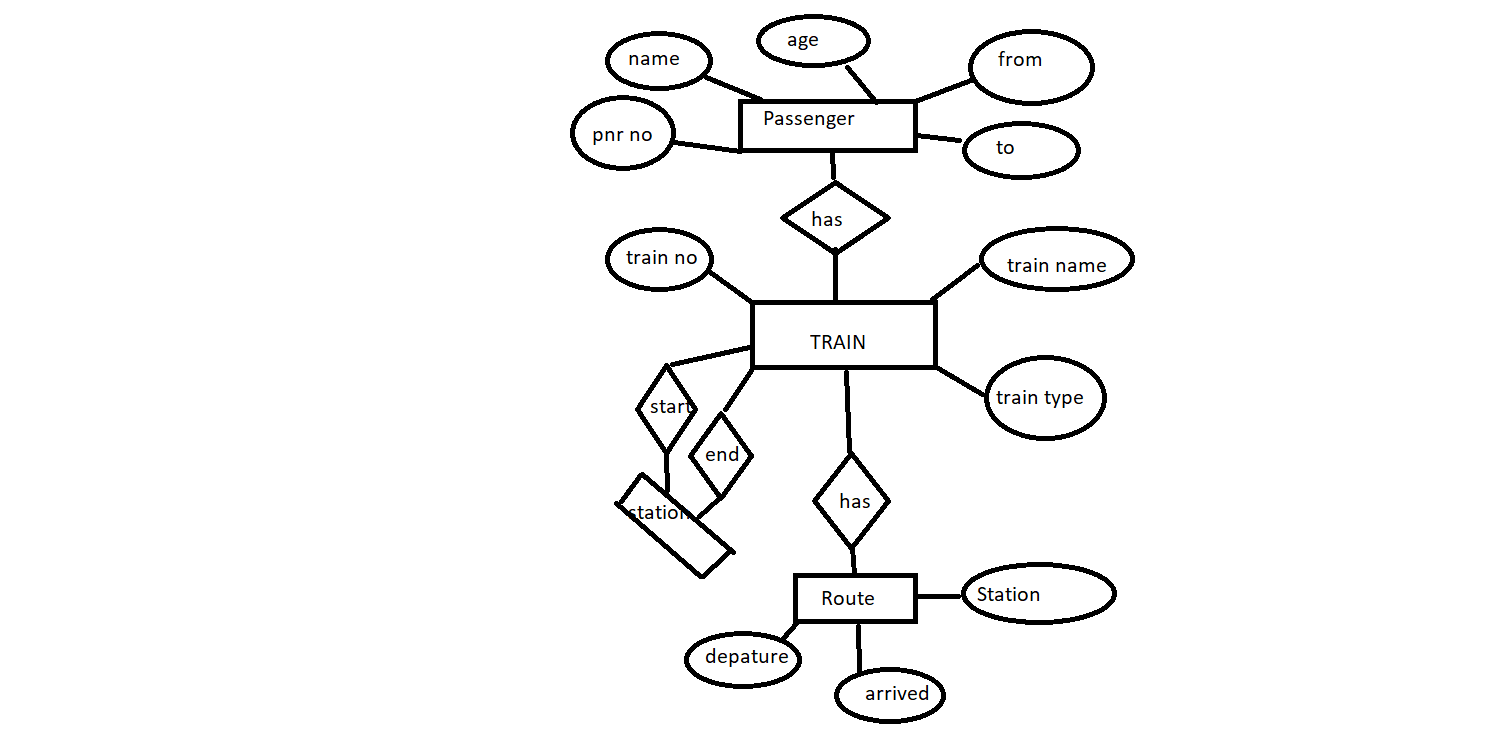 age
name
from
Passenger
pnr no
to
has
train no
train name
TRAIN
train type
start
end
has
station
Route
Station
depature
arrived